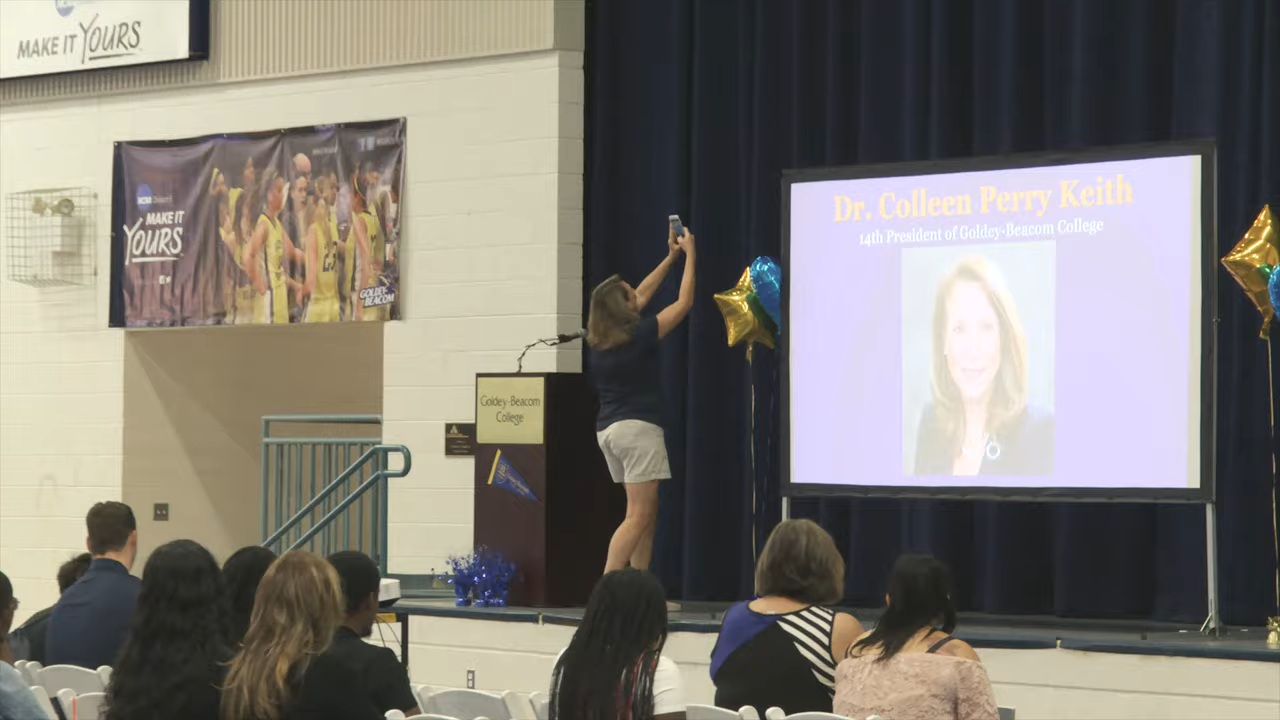 MAKE IT YOURS
MAKE IT
YOURS
GOLDEY-
BEACOM
Goldey-Beacom
College
Dr. Colleen Perry Keith
14th President of Goldey-Beacom College